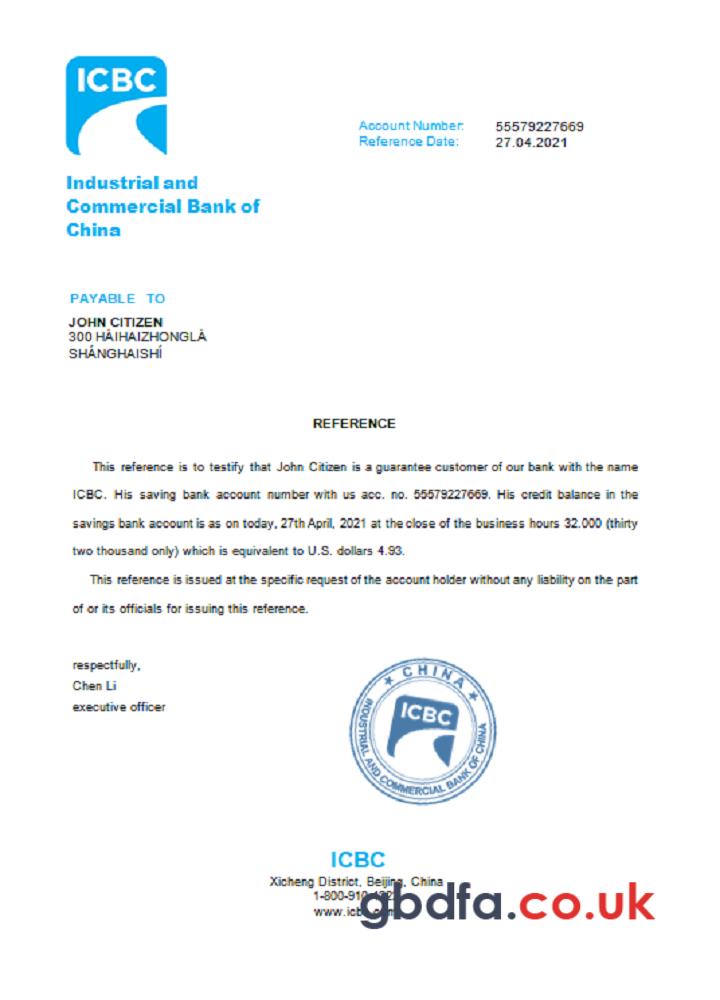 ICBC
Account Number: 55579227669
Reference Date: 27.04.2021
Industrial and
Commercial Bank of
China
PAYABLE TO
JOHN CITIZEN
300 HÀIHAIZHONGLÀ
SHÁNGHAISHÍ
REFERENCE
This reference is to testify that John Citizen is a guarantee customer of our bank with the name
ICBC. His saving bank account number with us acc. no. 55579227669. His credit balance in the
savings bank account is as on today, 27th April, 2021 at the close of the business hours 32.000 (thirty
two thousand only) which is equivalent to U.S. dollars 4.93.
This reference is issued at the specific request of the account holder without any liability on the part
of or its officials for issuing this reference.
respectfully,
Chen Li
executive officer
CHINA
ICBC
INDUSTRIAL AND COMMERCIAL BANK OF CHINA
ICBC
Xicheng District, Beijing, China
1-800-910-
gbdfa.co.uk